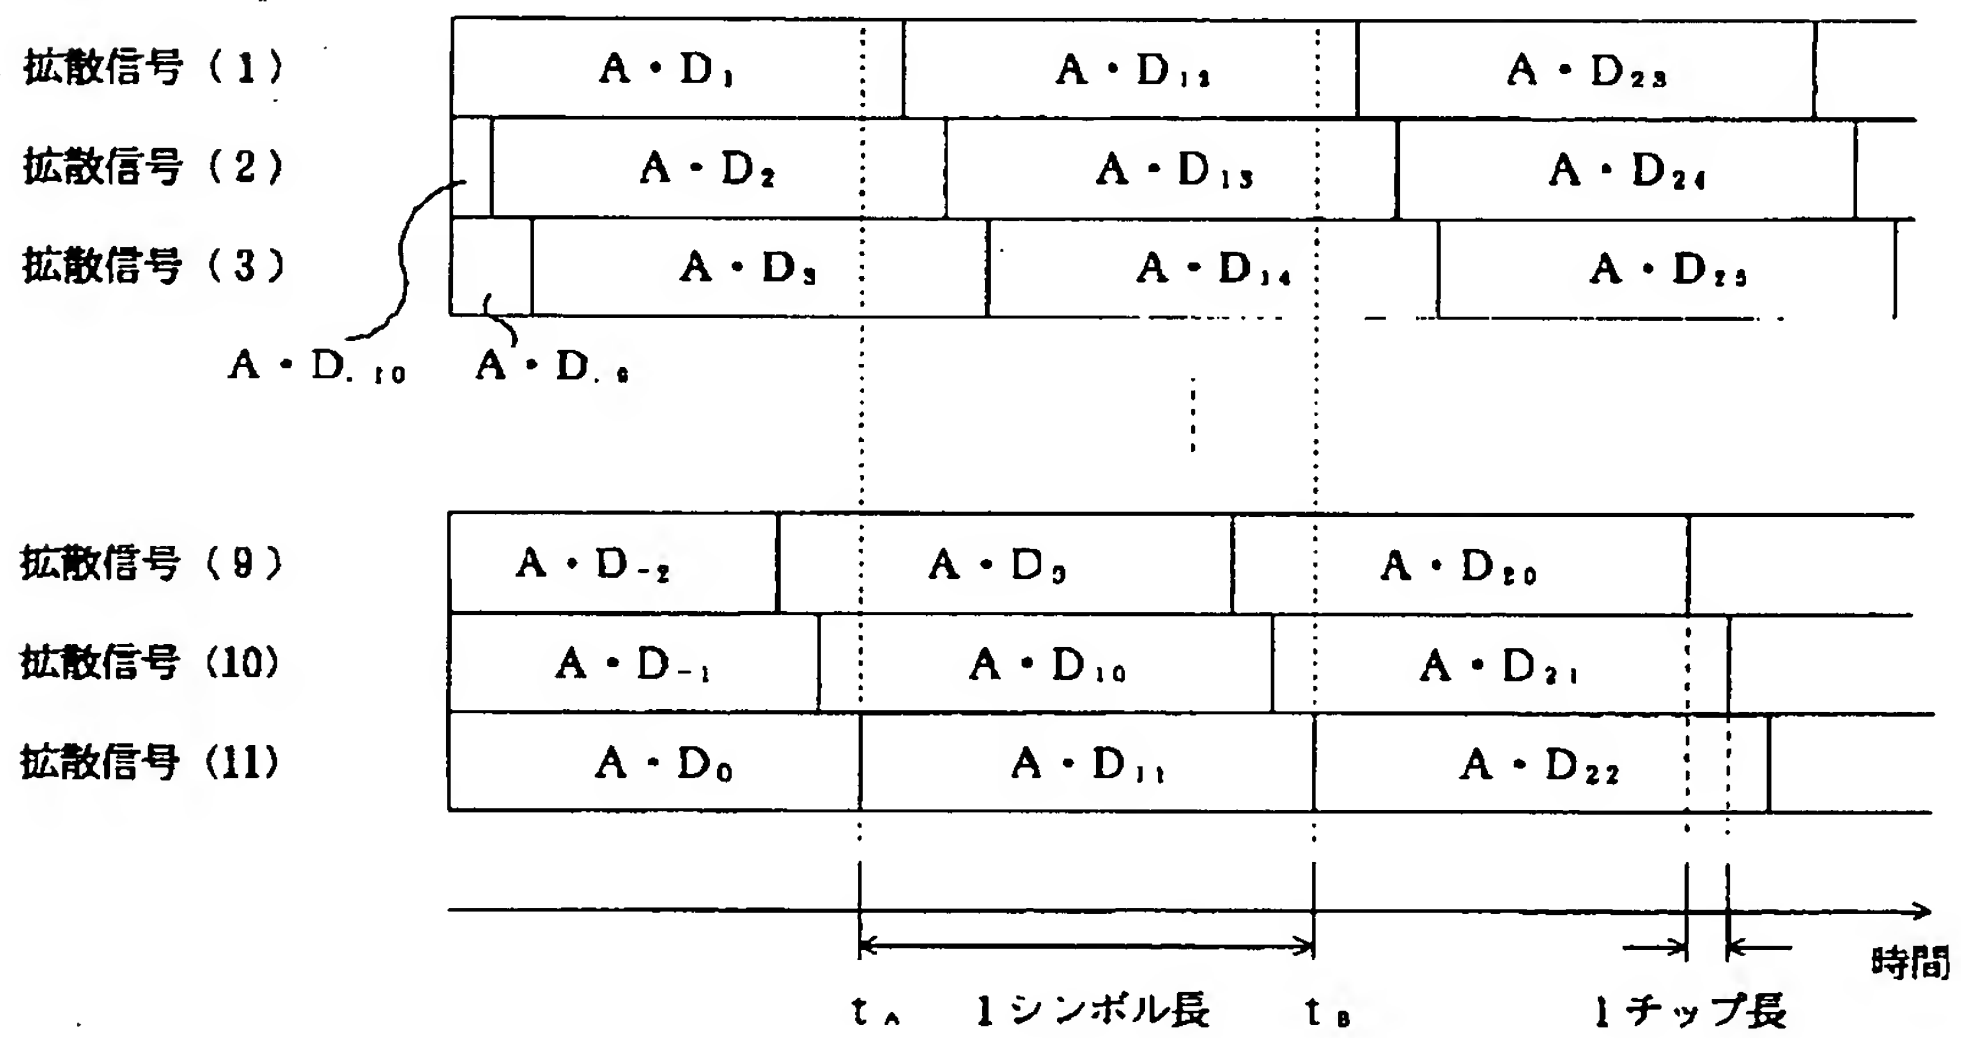 拡散信号（1） A・D₁ A・D₁₂ A・D₂₃
拡散信号（2） A・D₂ A・D₁₃ A・D₂₄
拡散信号（3） A・D₃ A・D₁₄ A・D₂₅
A・D₋₁₀ A・D₋₉
拡散信号（9） A・D₋₂ A・D₉ A・D₂₀
拡散信号（10） A・D₋₁ A・D₁₀ A・D₂₁
拡散信号（11） A・D₀ A・D₁₁ A・D₂₂
時間
t_A 1シンボル長 t_B 1チップ長